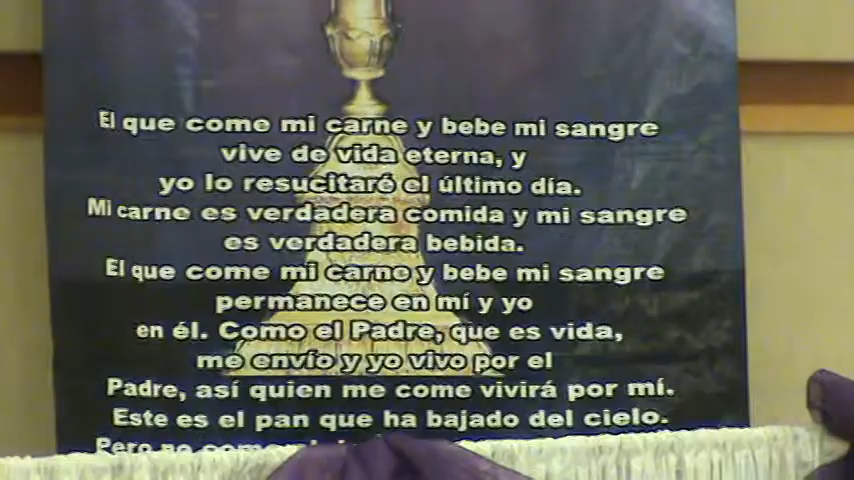 El que come mi carne y bebe mi sangre
vive de vida eterna, y
yo lo resucitaré el último día.
Mi carne es verdadera comida y mi sangre
es verdadera bebida.
El que come mi carne y bebe mi sangre
permanece en mí y yo
en él. Como el Padre, que es vida,
me envío y yo vivo por el
Padre, así quien me come vivirá por mí.
Este es el pan que ha bajado del cielo.
Pero no como